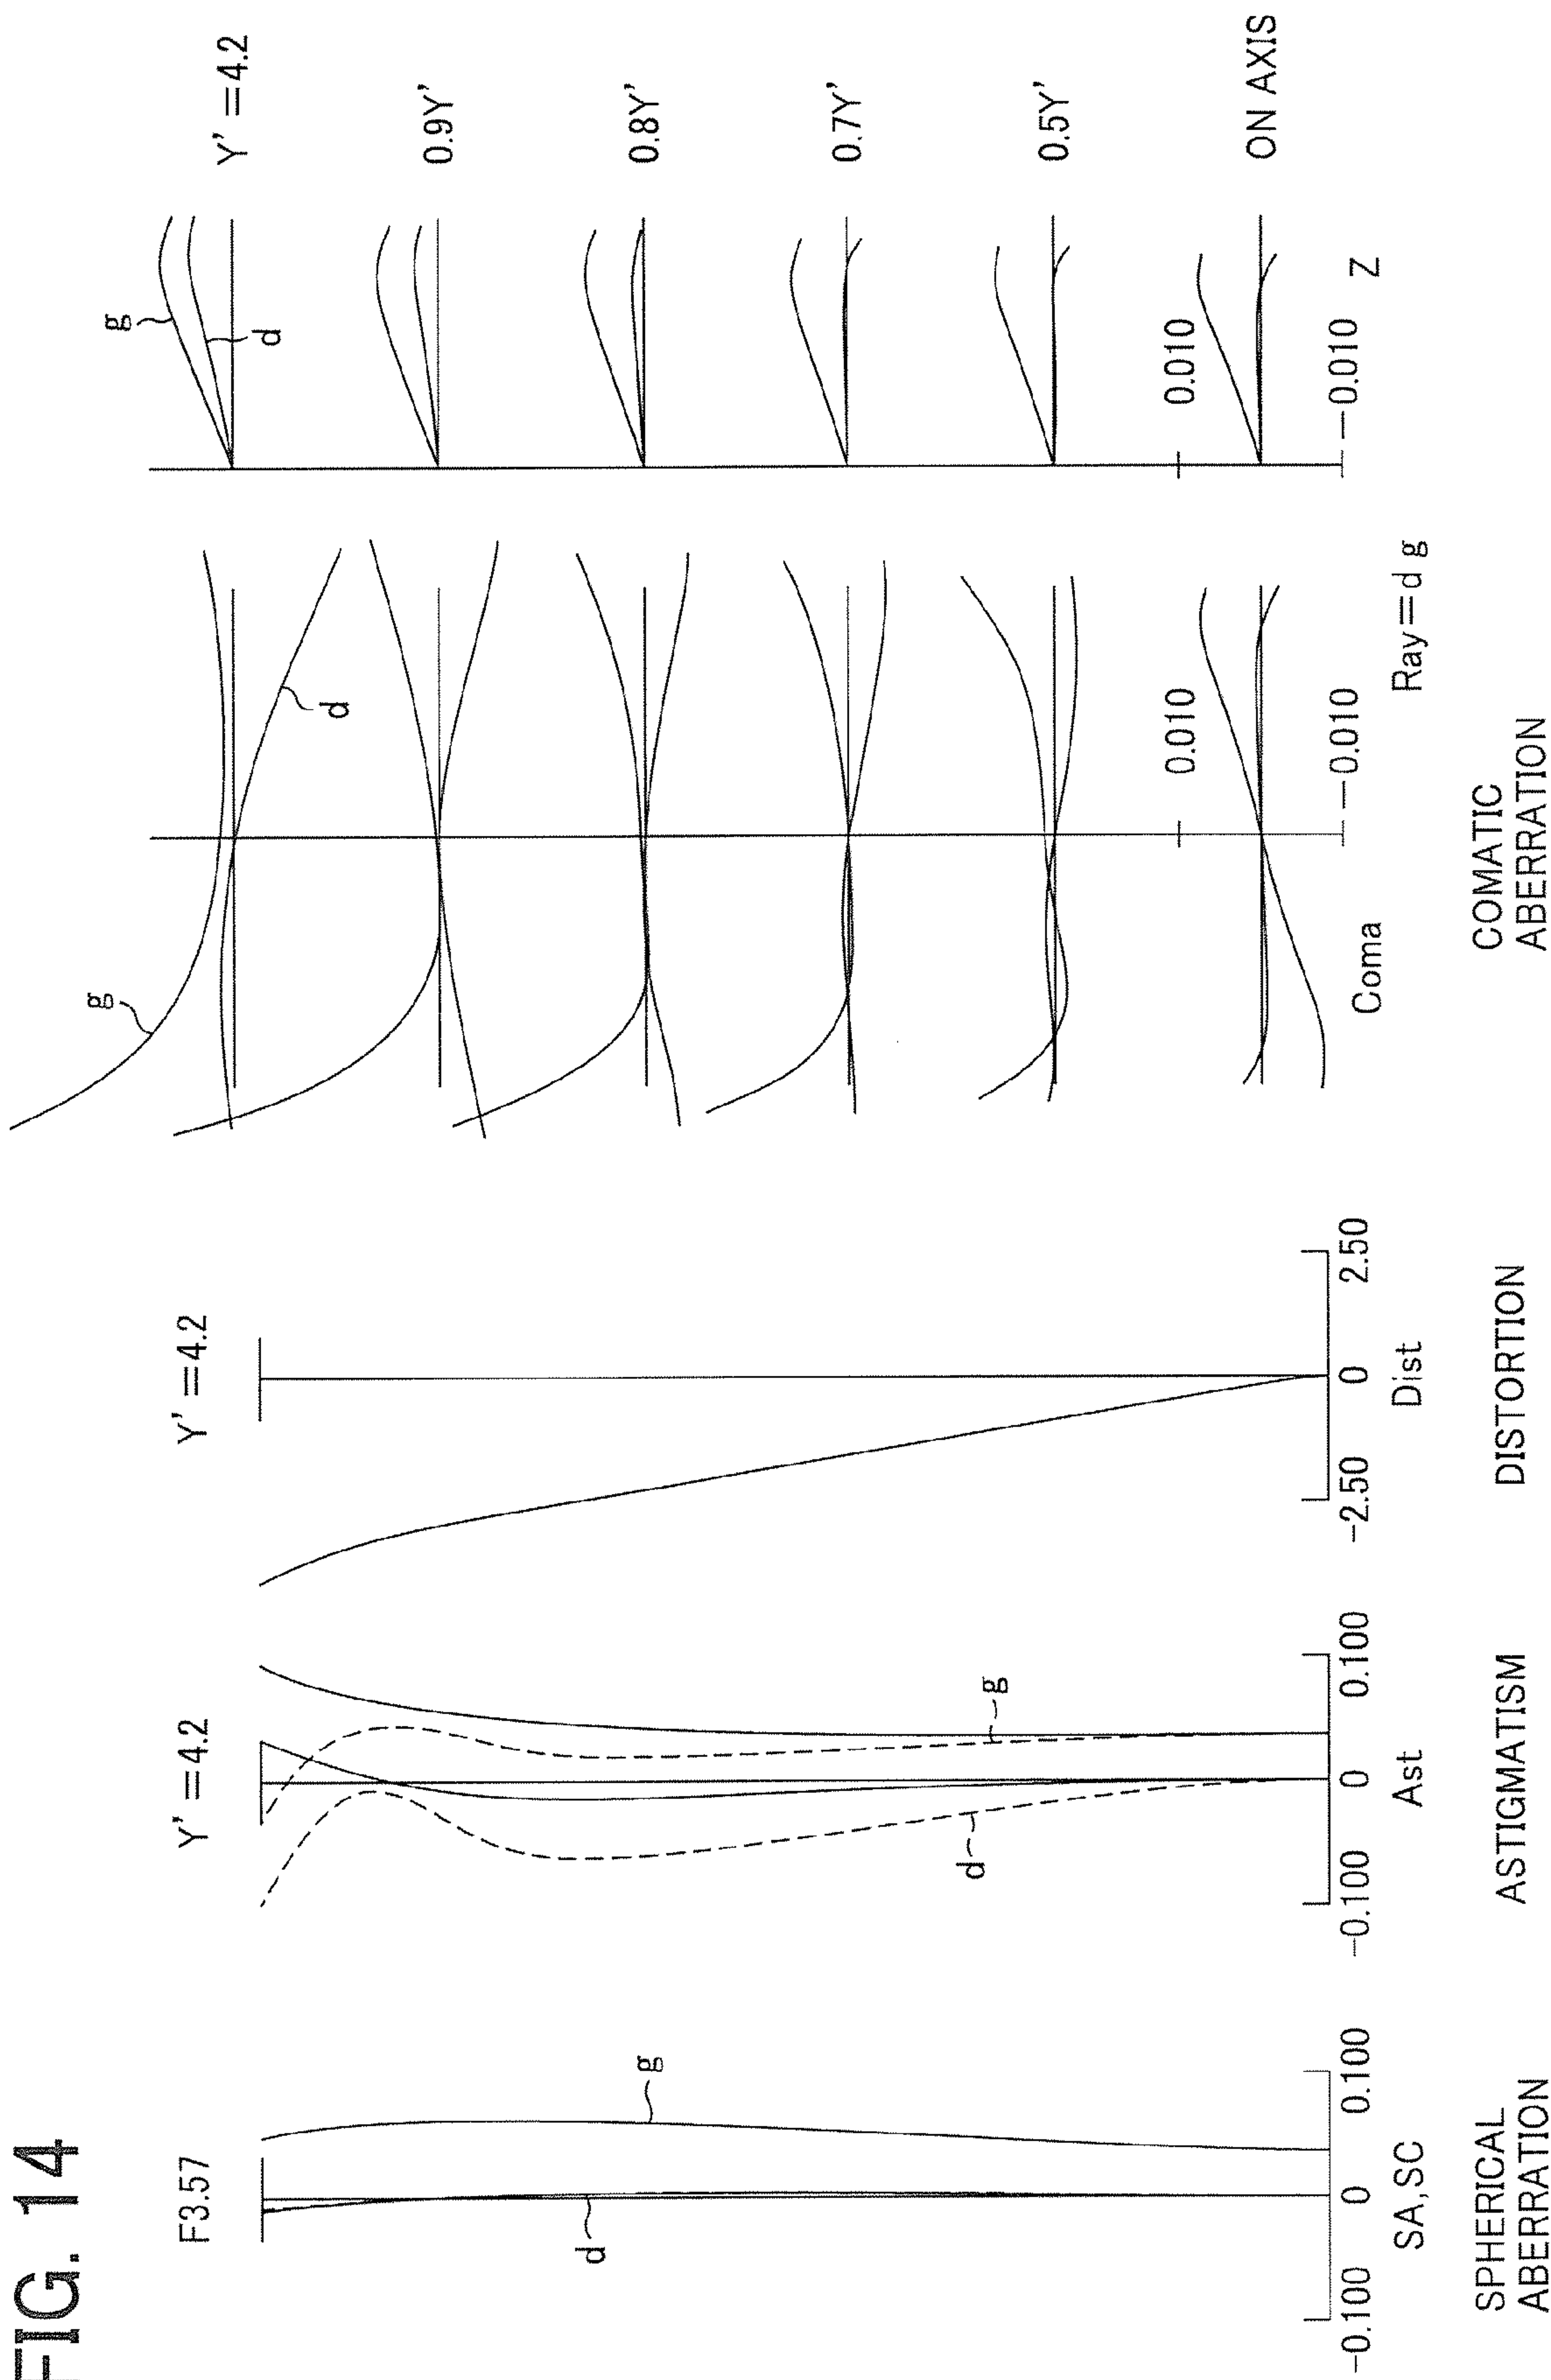 FIG. 14
F3.57
g
d
-0.100
0
0.100
SA,SC
SPHERICAL
ABERRATION
Y' =4.2
g
d
-0.100
0
0.100
Ast
ASTIGMATISM
Y' =4.2
-2.50
0
2.50
Dist
DISTORTION
g
d
0.010
-0.010
Coma
Ray=d g
COMATIC
ABERRATION
g
d
0.010
-0.010
Z
Y' =4.2
0.9Y'
0.8Y'
0.7Y'
0.5Y'
ON AXIS